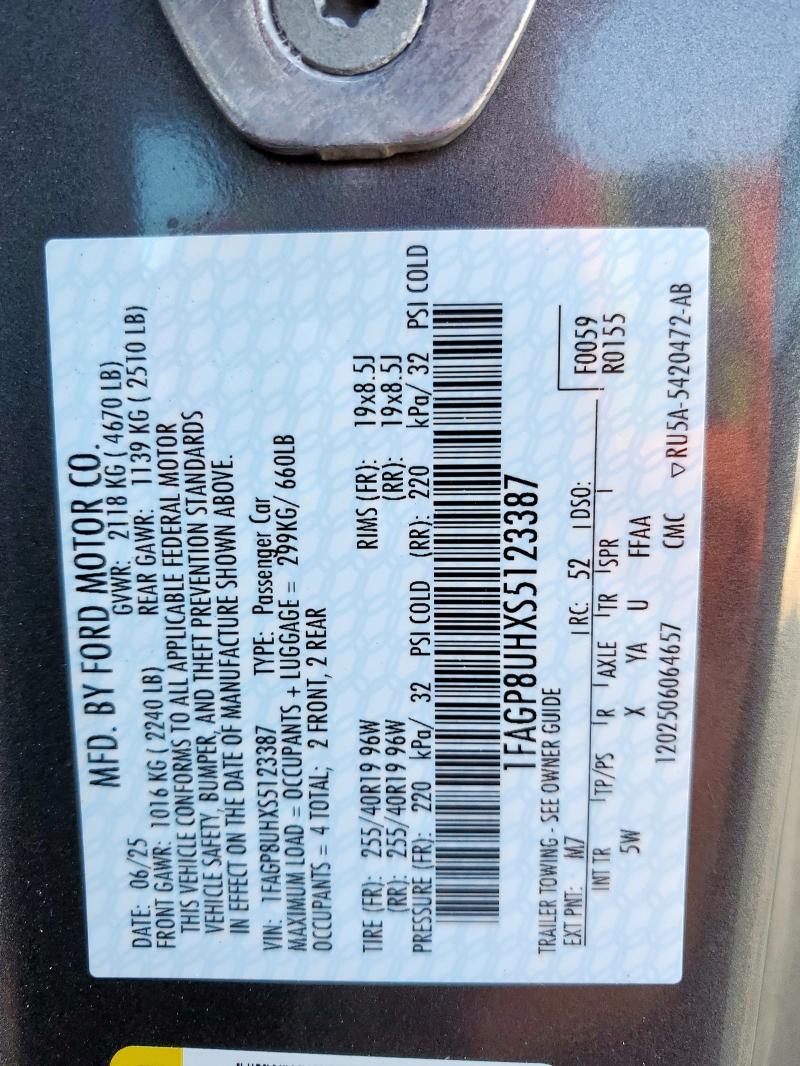 MFD. BY FORD MOTOR CO.
DATE: 06/25 GVWR: 2118 KG ( 4670 LB)
FRONT GAWR: 1016 KG ( 2240 LB) REAR GAWR: 1139 KG ( 2510 LB)
THIS VEHICLE CONFORMS TO ALL APPLICABLE FEDERAL MOTOR
VEHICLE SAFETY, BUMPER, AND THEFT PREVENTION STANDARDS
IN EFFECT ON THE DATE OF MANUFACTURE SHOWN ABOVE.
VIN: 1FAGP8UHXS5123387 TYPE: Passenger Car
MAXIMUM LOAD = OCCUPANTS + LUGGAGE = 299KG/ 660LB
OCCUPANTS = 4 TOTAL; 2 FRONT, 2 REAR
TIRE (FR): 255/40R19 96W RIMS (FR): 19x8.5J
(RR): 255/40R19 96W (RR): 19x8.5J
PRESSURE (FR): 220 kPa/ 32 PSI COLD (RR): 220 kPa/ 32 PSI COLD
1FAGP8UHXS5123387
TRAILER TOWING - SEE OWNER GUIDE
EXT PNT: M7 RC: 52 DSO: F0059
INT TR TP/PS R AXLE TR SPR R0155
5W X YA U FFAA
1202506064657 CMC ▽RU5A-5420472-AB